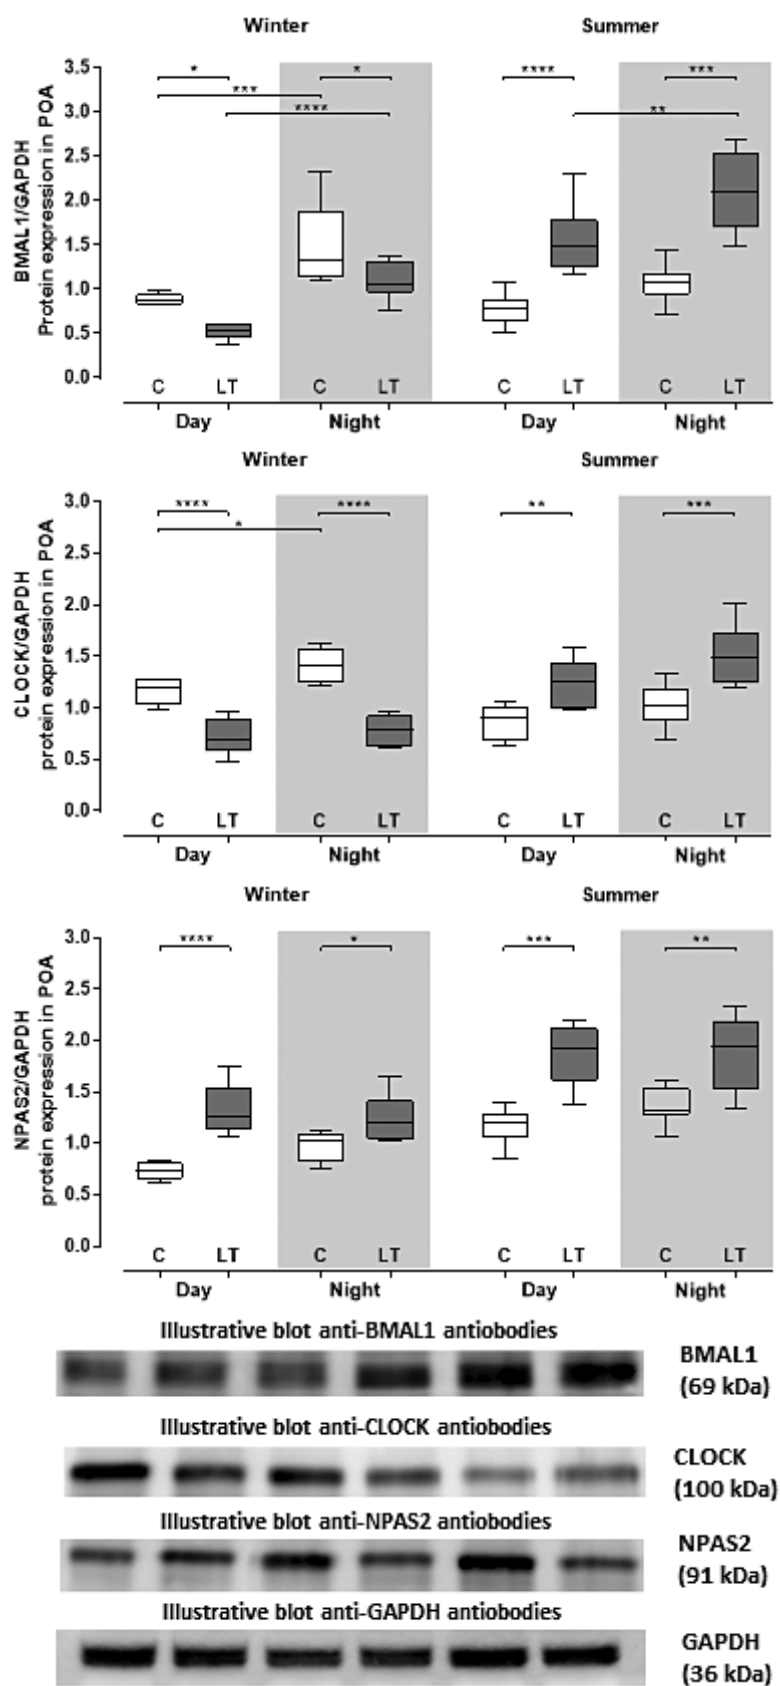 Winter Summer
BMAL1/GAPDH
Protein expression in POA
3.5
3.0
2.5
2.0
1.5
1.0
0.5
0.0
* *** **** * **** ** ***
C LT C LT C LT C LT
Day Night Day Night
Winter Summer
CLOCK/GAPDH
protein expression in POA
3.0
2.5
2.0
1.5
1.0
0.5
0.0
**** * **** ** ***
C LT C LT C LT C LT
Day Night Day Night
Winter Summer
NPAS2/GAPDH
protein expression in POA
3.0
2.5
2.0
1.5
1.0
0.5
0.0
**** * *** **
C LT C LT C LT C LT
Day Night Day Night
Illustrative blot anti-BMAL1 antiobodies
BMAL1
(69 kDa)
Illustrative blot anti-CLOCK antiobodies
CLOCK
(100 kDa)
Illustrative blot anti-NPAS2 antiobodies
NPAS2
(91 kDa)
Illustrative blot anti-GAPDH antiobodies
GAPDH
(36 kDa)